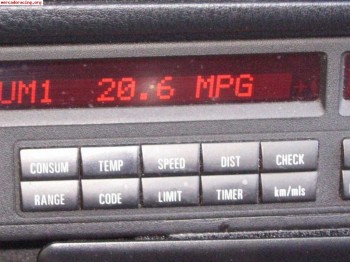 mercadoracing.org
UM1 20.6 MPG
CONSUM TEMP SPEED DIST CHECK
RANGE CODE LIMIT TIMER km/mls